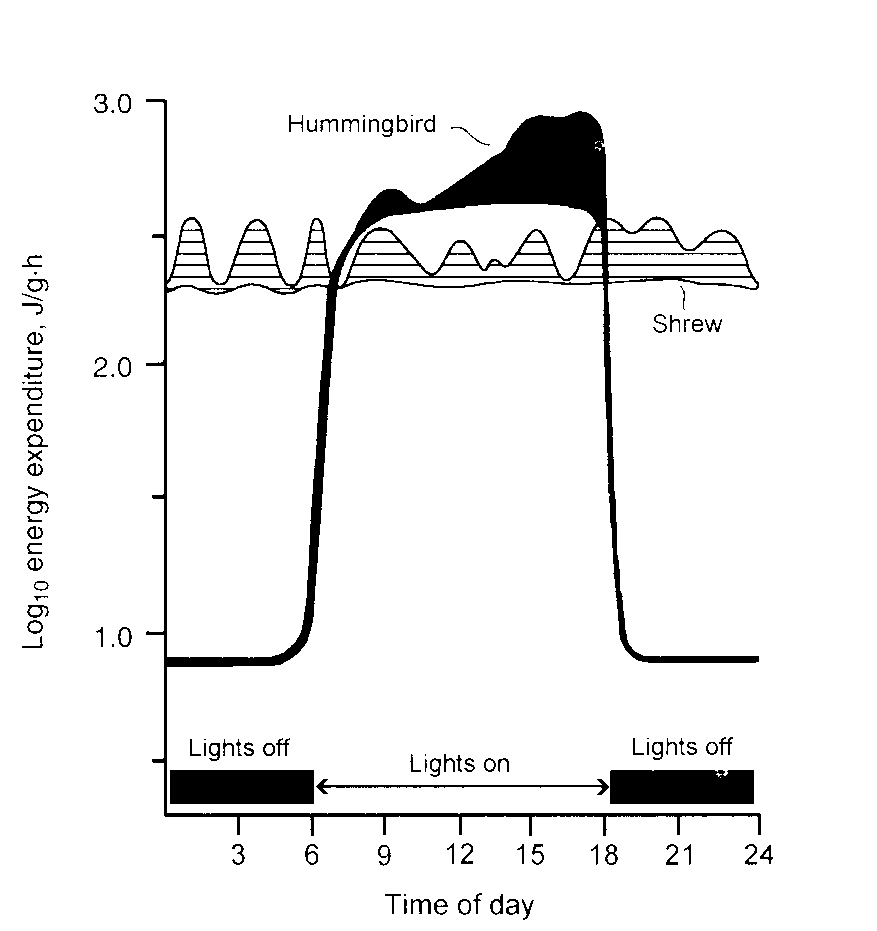 3.0
Hummingbird
Shrew
2.0
1.0
Log10 energy expenditure, J/g·h
Lights off
Lights on
Lights off
3 6 9 12 15 18 21 24
Time of day